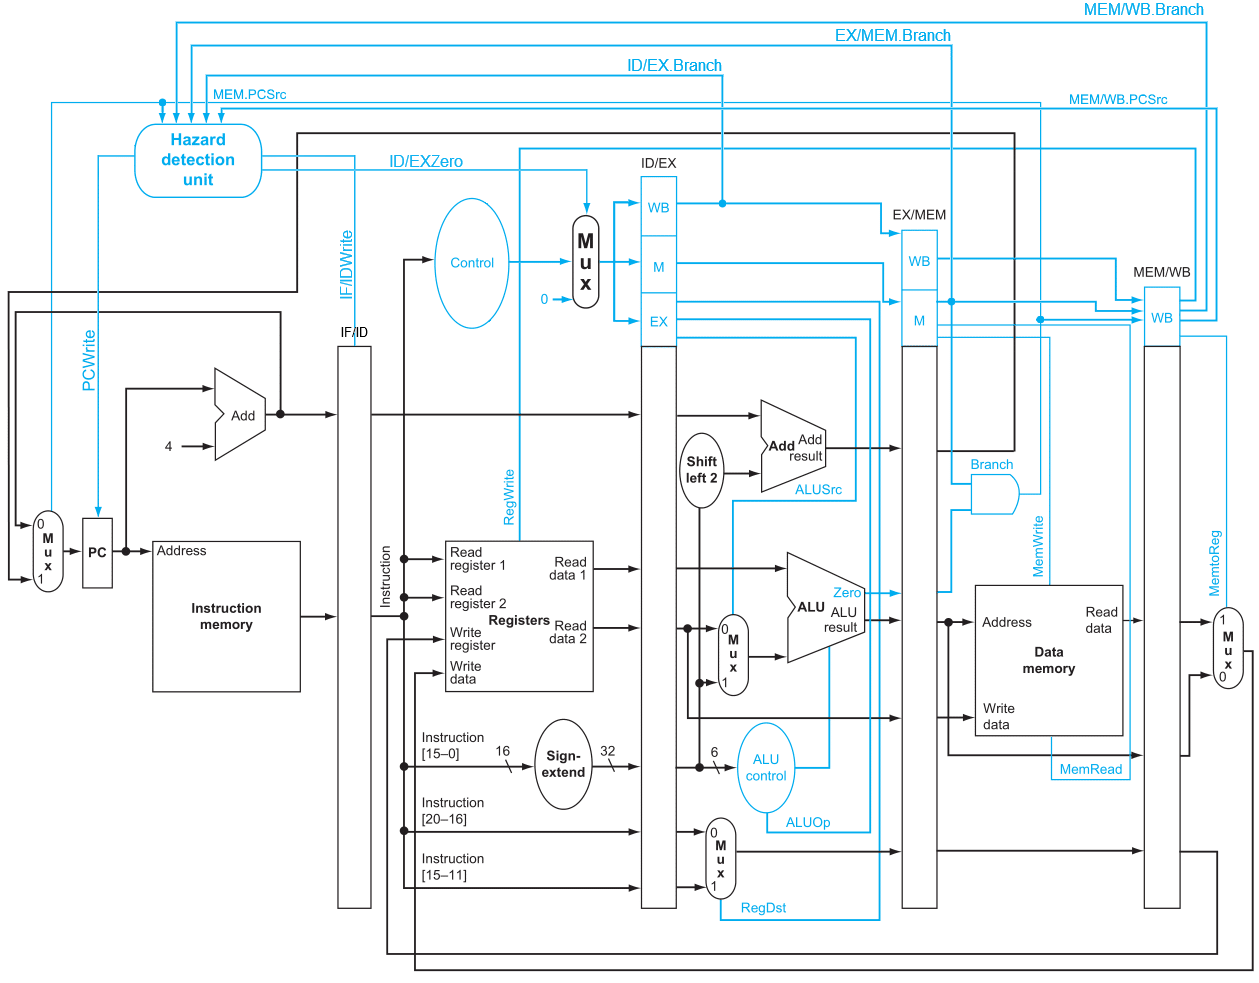 MEM/WB.Branch
EX/MEM.Branch
ID/EX.Branch
MEM.PCSrc
MEM/WB.PCSrc
Hazard
detection
unit
ID/EXZero
ID/EX
WB
M
EX
Control
M
u
x
0
EX/MEM
WB
M
MEM/WB
WB
IF/IDWrite
PCWrite
IF/ID
Add
4
0
M
u
x
1
PC
Address
Instruction
memory
Instruction
RegWrite
Read
register 1
Read
register 2
Write
register
Write
data
Registers
Read
data 1
Read
data 2
Shift
left 2
Add
Add
result
ALUSrc
Zero
ALU
ALU
result
0
M
u
x
1
Branch
MemWrite
MemtoReg
Address
Read
data
Data
memory
Write
data
MemRead
1
M
u
x
0
Instruction
[15–0]
16
Sign-
extend
32
6
ALU
control
ALUOp
Instruction
[20–16]
Instruction
[15–11]
0
M
u
x
1
RegDst